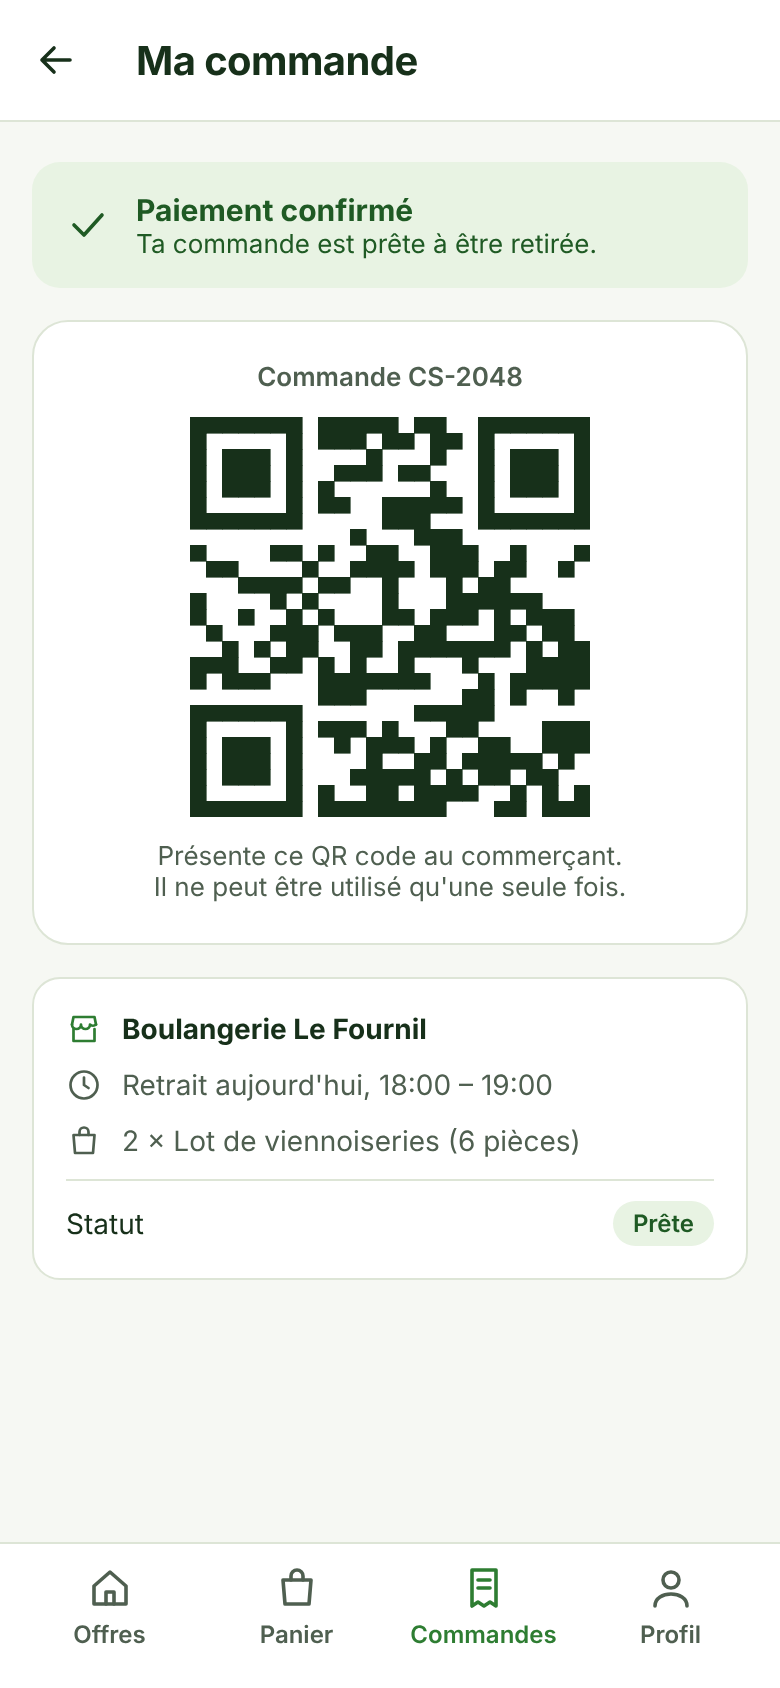 Ma commande
Paiement confirmé
Ta commande est prête à être retirée.
Commande CS-2048
Présente ce QR code au commerçant.
Il ne peut être utilisé qu'une seule fois.
Boulangerie Le Fournil
Retrait aujourd'hui, 18:00 – 19:00
2 × Lot de viennoiseries (6 pièces)
Statut
Prête
Offres
Panier
Commandes
Profil